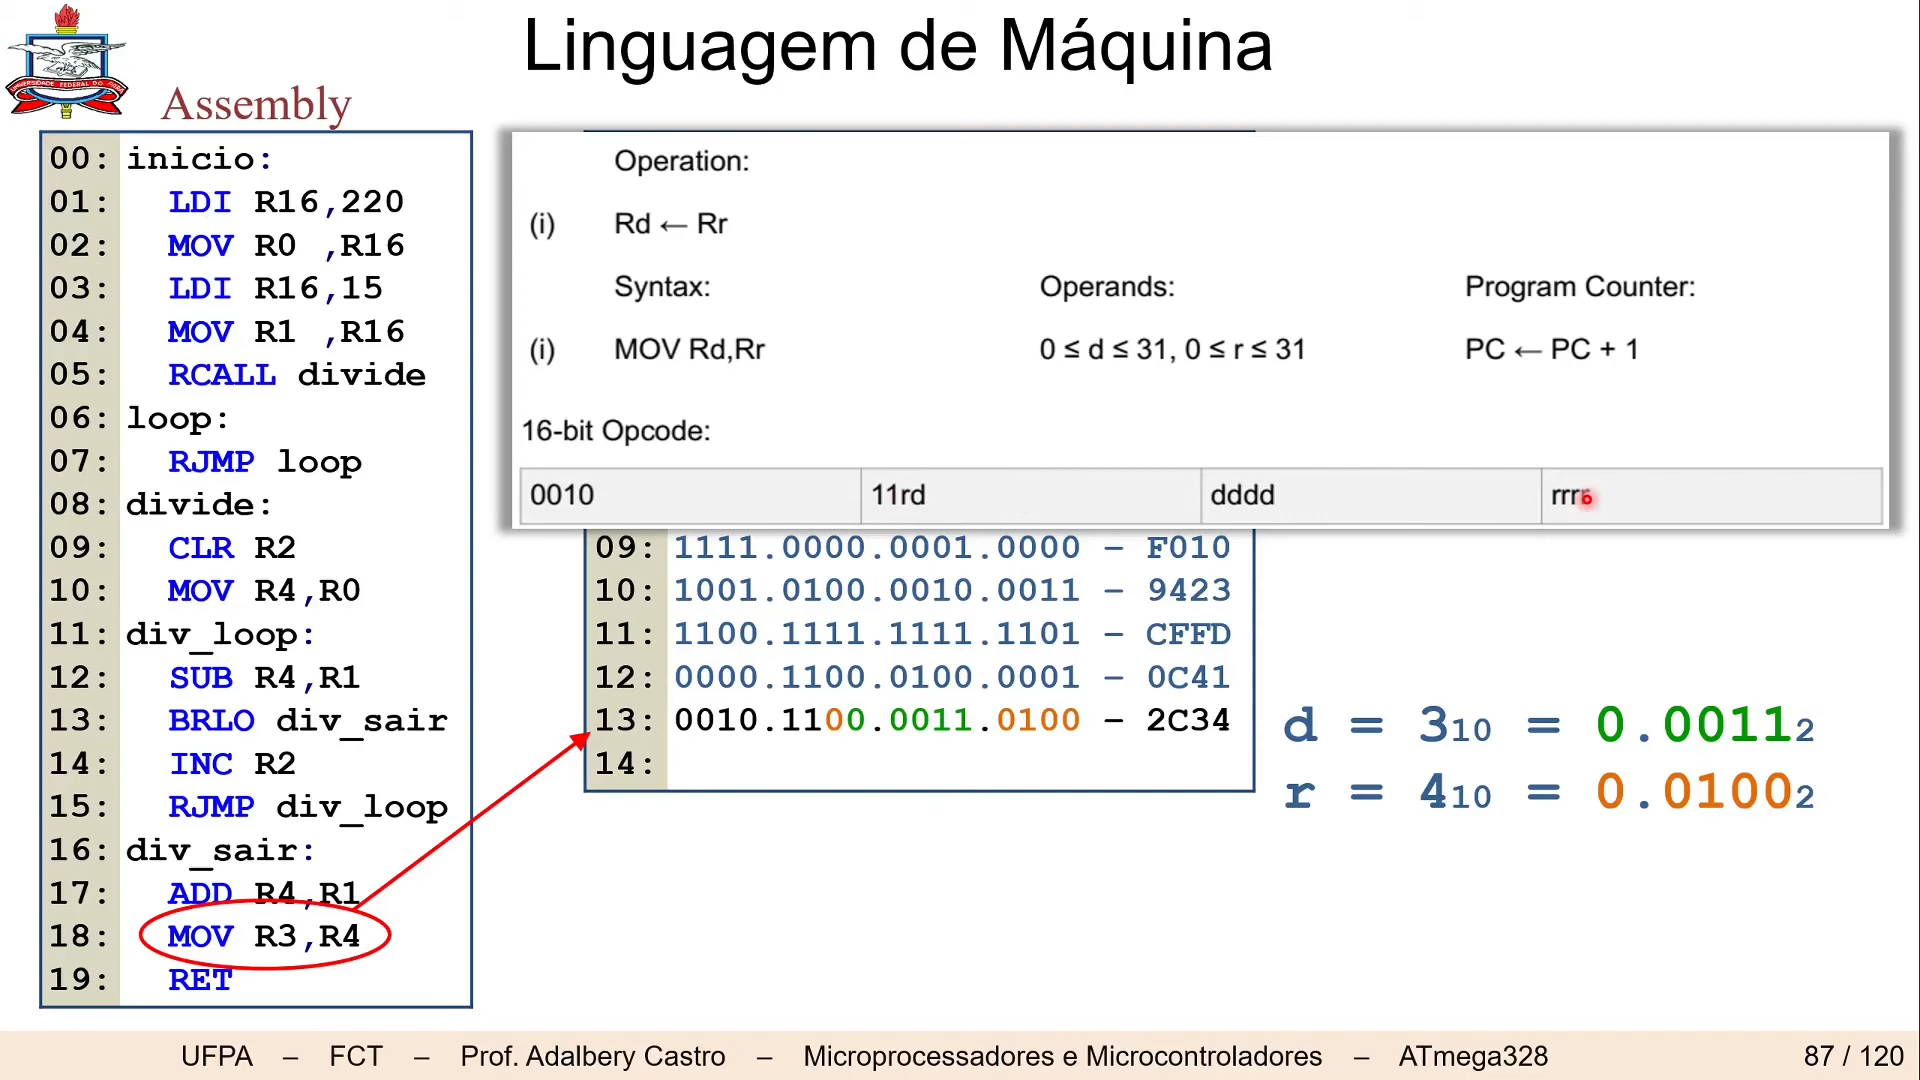 Linguagem de Máquina
Assembly
00: inicio:
01: LDI R16,220
02: MOV R0 ,R16
03: LDI R16,15
04: MOV R1 ,R16
05: RCALL divide
06: loop:
07: RJMP loop
08: divide:
09: CLR R2
10: MOV R4,R0
11: div_loop:
12: SUB R4,R1
13: BRLO div_sair
14: INC R2
15: RJMP div_loop
16: div_sair:
17: ADD R4,R1
18: MOV R3,R4
19: RET
Operation:
(i) Rd ← Rr
Syntax: Operands: Program Counter:
(i) MOV Rd,Rr 0 ≤ d ≤ 31, 0 ≤ r ≤ 31 PC ← PC + 1
16-bit Opcode:
0010 11rd dddd rrrr
09: 1111.0000.0001.0000 – F010
10: 1001.0100.0010.0011 – 9423
11: 1100.1111.1111.1101 – CFFD
12: 0000.1100.0100.0001 – 0C41
13: 0010.1100.0011.0100 – 2C34
14:
d = 3₁₀ = 0.0011₂
r = 4₁₀ = 0.0100₂
UFPA – FCT – Prof. Adalbery Castro – Microprocessadores e Microcontroladores – ATmega328 87 / 120